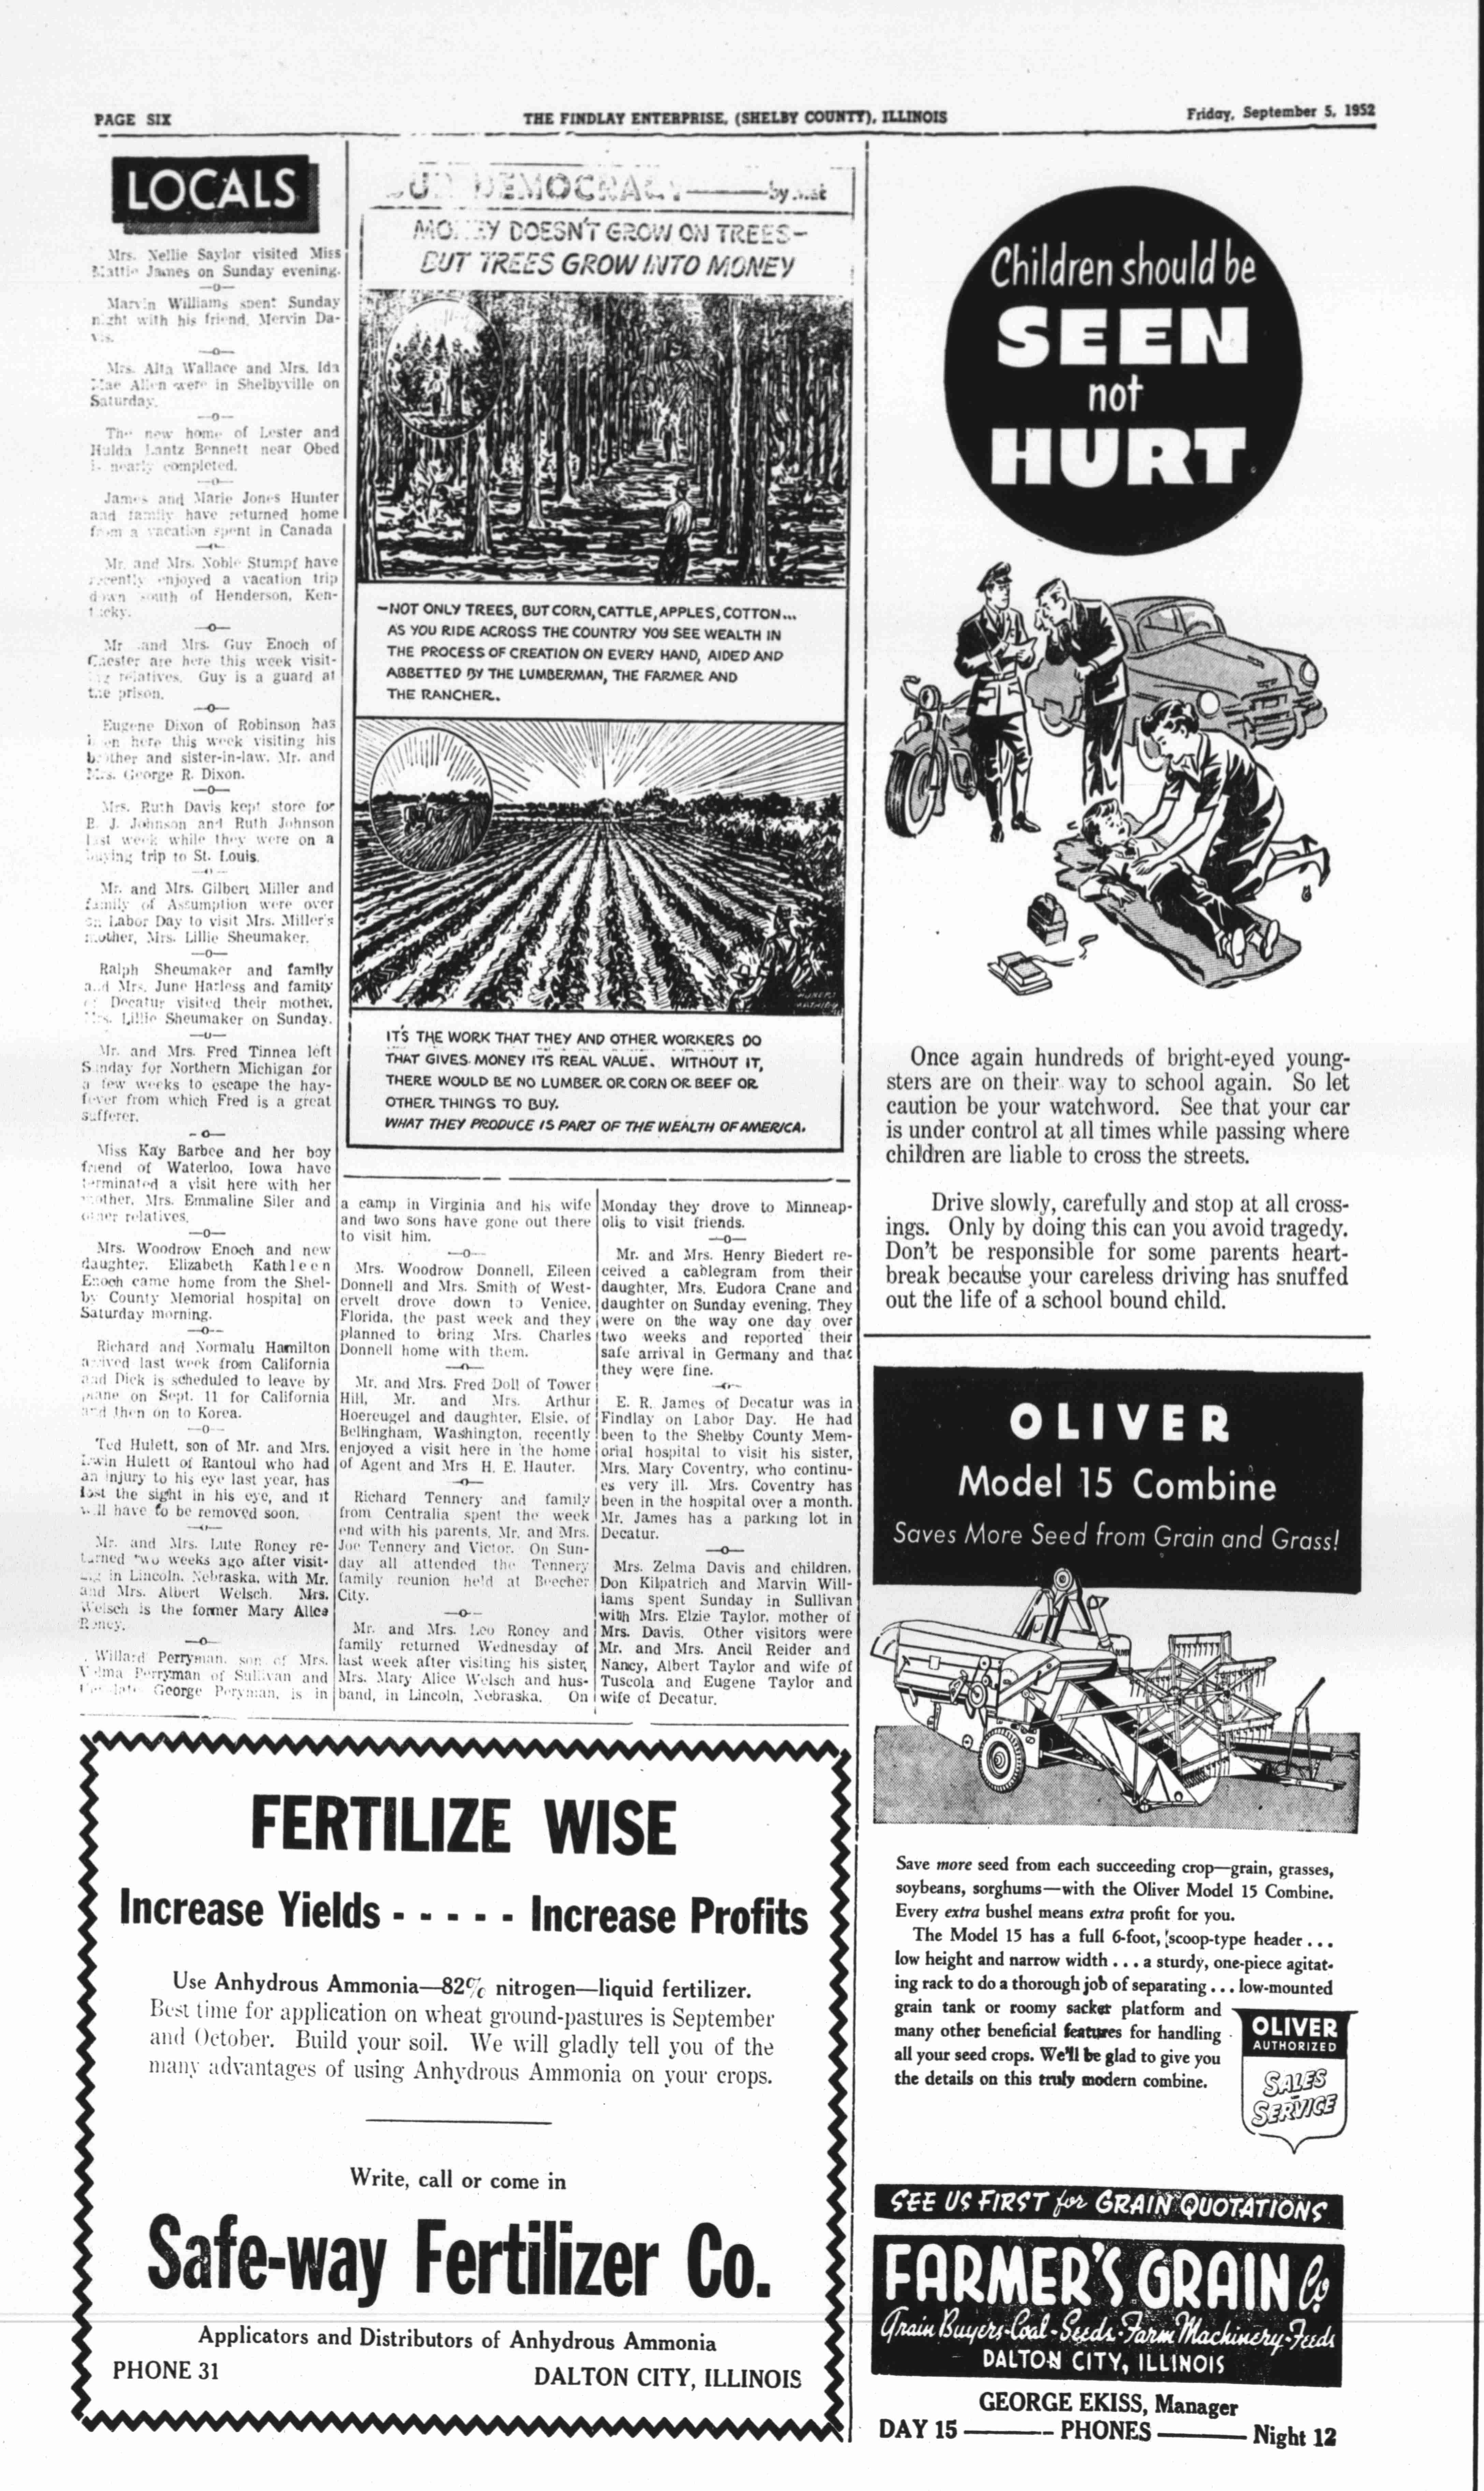 PAGE SIX
THE FINDLAY ENTERPRISE, (SHELBY COUNTY), ILLINOIS
Friday, September 5, 1952
LOCALS
Mrs. Nellie Saylor visited Miss
Mattie James on Sunday evening.
—o—
Marvin Williams spent Sunday
night with his friend, Mervin Da-
vis.
—o—
Mrs. Alta Wallace and Mrs. Ida
Mae Allen were in Shelbyville on
Saturday.
—o—
The new home of Lester and
Hulda Lantz Bennett near Obed
is nearly completed.
—o—
James and Marie Jones Hunter
and family have returned home
from a vacation spent in Canada
—o—
Mr. and Mrs. Noble Stumpf have
recently enjoyed a vacation trip
down south of Henderson, Ken-
tucky.
—o—
Mr .and Mrs. Guy Enoch of
Chester are here this week visit-
ing relatives. Guy is a guard at
the prison.
—o—
Eugene Dixon of Robinson has
been here this week visiting his
brother and sister-in-law, Mr. and
Mrs. George R. Dixon.
—o—
Mrs. Ruth Davis kept store for
E. J. Johnson and Ruth Johnson
last week while they were on a
buying trip to St. Louis.
—o—
Mr. and Mrs. Gilbert Miller and
family of Assumption were over
on Labor Day to visit Mrs. Miller's
mother, Mrs. Lillie Sheumaker.
—o—
Ralph Sheumaker and family
and Mrs. June Harless and family
of Decatur visited their mother,
Mrs. Lillie Sheumaker on Sunday.
—o—
Mr. and Mrs. Fred Tinnea left
Sunday for Northern Michigan for
a few weeks to escape the hay-
fever from which Fred is a great
sufferer.
—o—
Miss Kay Barbee and her boy
friend of Waterloo, Iowa have
terminated a visit here with her
mother, Mrs. Emmaline Siler and
other relatives.
—o—
Mrs. Woodrow Enoch and new
daughter, Elizabeth Kathleen
Enoch came home from the Shel-
by County Memorial hospital on
Saturday morning.
—o—
Richard and Normalu Hamilton
arrived last week from California
and Dick is scheduled to leave by
plane on Sept. 11 for California
and then on to Korea.
—o—
Ted Hulett, son of Mr. and Mrs.
Irwin Hulett of Rantoul who had
an injury to his eye last year, has
lost the sight in his eye, and it
will have to be removed soon.
—o—
Mr. and Mrs. Lute Roney re-
turned two weeks ago after visit-
ing in Lincoln, Nebraska, with Mr.
and Mrs. Albert Welsch. Mrs.
Welsch is the former Mary Alice
Roney.
—o—
Willard Perryman, son of Mrs.
Velma Perryman of Sullivan and
the late George Peryman, is in
OUR DEMOCRACY——by Mat
MONEY DOESN'T GROW ON TREES—
BUT TREES GROW INTO MONEY
—NOT ONLY TREES, BUT CORN, CATTLE, APPLES, COTTON...
AS YOU RIDE ACROSS THE COUNTRY YOU SEE WEALTH IN
THE PROCESS OF CREATION ON EVERY HAND, AIDED AND
ABBETTED BY THE LUMBERMAN, THE FARMER AND
THE RANCHER..
IT'S THE WORK THAT THEY AND OTHER WORKERS DO
THAT GIVES MONEY ITS REAL VALUE. WITHOUT IT,
THERE WOULD BE NO LUMBER OR CORN OR BEEF OR
OTHER THINGS TO BUY.
WHAT THEY PRODUCE IS PART OF THE WEALTH OF AMERICA.
a camp in Virginia and his wife
and two sons have gone out there
to visit him.
—o—
Mrs. Woodrow Donnell, Eileen
Donnell and Mrs. Smith of West-
ervelt drove down to Venice,
Florida, the past week and they
planned to bring Mrs. Charles
Donnell home with them.
—o—
Mr. and Mrs. Fred Doll of Tower
Hill, Mr. and Mrs. Arthur
Hoereugel and daughter, Elsie, of
Bellingham, Washington, recently
enjoyed a visit here in the home
of Agent and Mrs H. E. Hauter.
—o—
Richard Tennery and family
from Centralia spent the week
end with his parents, Mr. and Mrs.
Joe Tennery and Victor. On Sun-
day all attended the Tennery
family reunion held at Beecher
City.
—o—
Mr. and Mrs. Leo Roney and
family returned Wednesday of
last week after visiting his sister,
Mrs. Mary Alice Welsch and hus-
band, in Lincoln, Nebraska. On
Monday they drove to Minneap-
olis to visit friends.
—o—
Mr. and Mrs. Henry Biedert re-
ceived a cablegram from their
daughter, Mrs. Eudora Crane and
daughter on Sunday evening. They
were on the way one day over
two weeks and reported their
safe arrival in Germany and that
they were fine.
—o—
E. R. James of Decatur was in
Findlay on Labor Day. He had
been to the Shelby County Mem-
orial hospital to visit his sister,
Mrs. Mary Coventry, who continu-
es very ill. Mrs. Coventry has
been in the hospital over a month.
Mr. James has a parking lot in
Decatur.
—o—
Mrs. Zelma Davis and children,
Don Kilpatrich and Marvin Will-
iams spent Sunday in Sullivan
with Mrs. Elzie Taylor, mother of
Mrs. Davis. Other visitors were
Mr. and Mrs. Ancil Reider and
Nancy, Albert Taylor and wife of
Tuscola and Eugene Taylor and
wife of Decatur.
FERTILIZE WISE
Increase Yields - - - - - Increase Profits
Use Anhydrous Ammonia—82% nitrogen—liquid fertilizer.
Best time for application on wheat ground-pastures is September
and October. Build your soil. We will gladly tell you of the
many advantages of using Anhydrous Ammonia on your crops.
Write, call or come in
Safe-way Fertilizer Co.
Applicators and Distributors of Anhydrous Ammonia
PHONE 31
DALTON CITY, ILLINOIS
Children should be
SEEN
not
HURT
Once again hundreds of bright-eyed young-
sters are on their way to school again. So let
caution be your watchword. See that your car
is under control at all times while passing where
children are liable to cross the streets.
Drive slowly, carefully and stop at all cross-
ings. Only by doing this can you avoid tragedy.
Don't be responsible for some parents heart-
break because your careless driving has snuffed
out the life of a school bound child.
OLIVER
Model 15 Combine
Saves More Seed from Grain and Grass!
Save more seed from each succeeding crop—grain, grasses,
soybeans, sorghums—with the Oliver Model 15 Combine.
Every extra bushel means extra profit for you.
The Model 15 has a full 6-foot, scoop-type header ...
low height and narrow width ... a sturdy, one-piece agitat-
ing rack to do a thorough job of separating ... low-mounted
grain tank or roomy sacker platform and
many other beneficial features for handling
all your seed crops. We'll be glad to give you
the details on this truly modern combine.
OLIVER
AUTHORIZED
SALES
SERVICE
SEE US FIRST for GRAIN QUOTATIONS
FARMER'S GRAIN Co.
Grain Buyers-Coal-Seeds-Farm Machinery-Feeds
DALTON CITY, ILLINOIS
GEORGE EKISS, Manager
DAY 15 ——— PHONES ——— Night 12